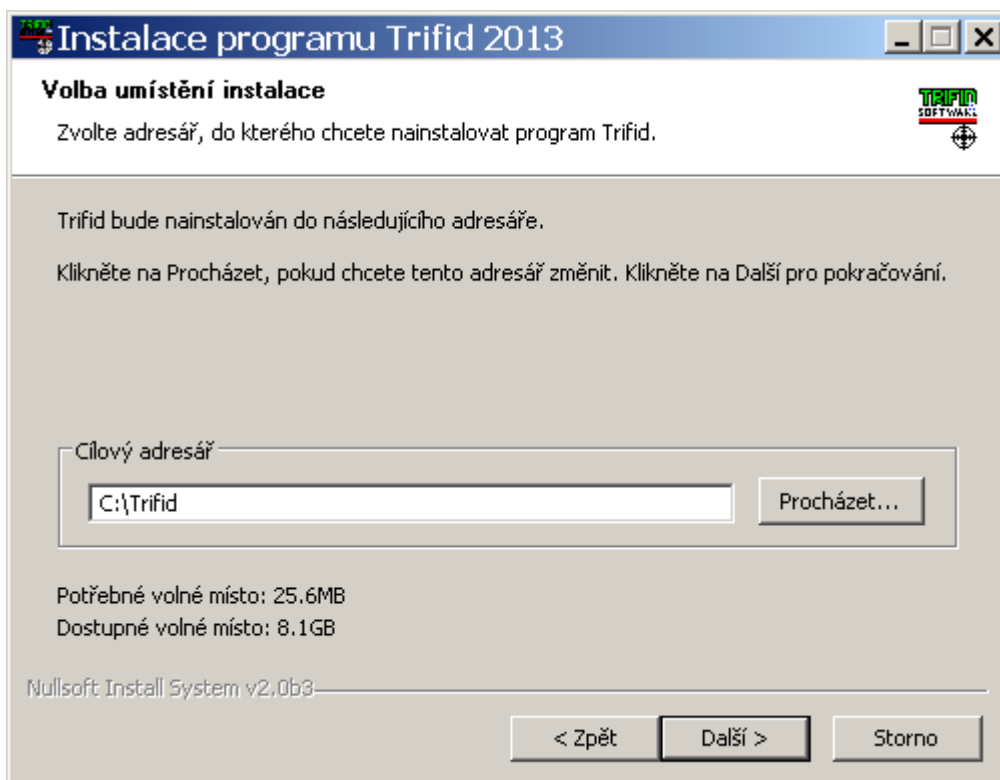 Instalace programu Trifid 2013
Volba umístění instalace
Zvolte adresář, do kterého chcete nainstalovat program Trifid.
TRIFID
SOFTWARE
Trifid bude nainstalován do následujícího adresáře.
Klikněte na Procházet, pokud chcete tento adresář změnit. Klikněte na Další pro pokračování.
Cílový adresář
C:\Trifid
Procházet...
Potřebné volné místo: 25.6MB
Dostupné volné místo: 8.1GB
Nullsoft Install System v2.0b3
< Zpět
Další >
Storno